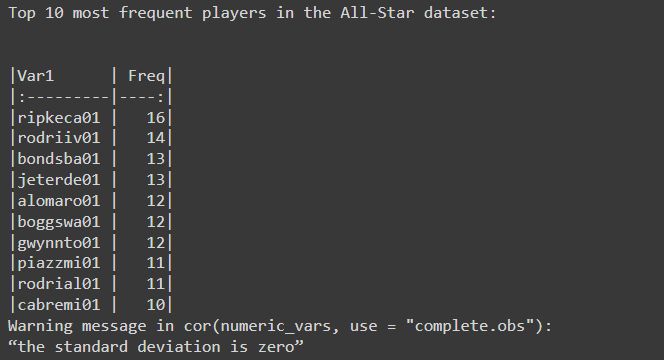 Top 10 most frequent players in the All-Star dataset:
|Var1      | Freq|
|:---------|----:|
|ripkeca01 |   16|
|rodriiv01 |   14|
|bondsba01 |   13|
|jeterde01 |   13|
|alomaro01 |   12|
|boggswa01 |   12|
|gwynnto01 |   12|
|piazzmi01 |   11|
|rodrial01 |   11|
|cabremi01 |   10|
Warning message in cor(numeric_vars, use = "complete.obs"):
“the standard deviation is zero”